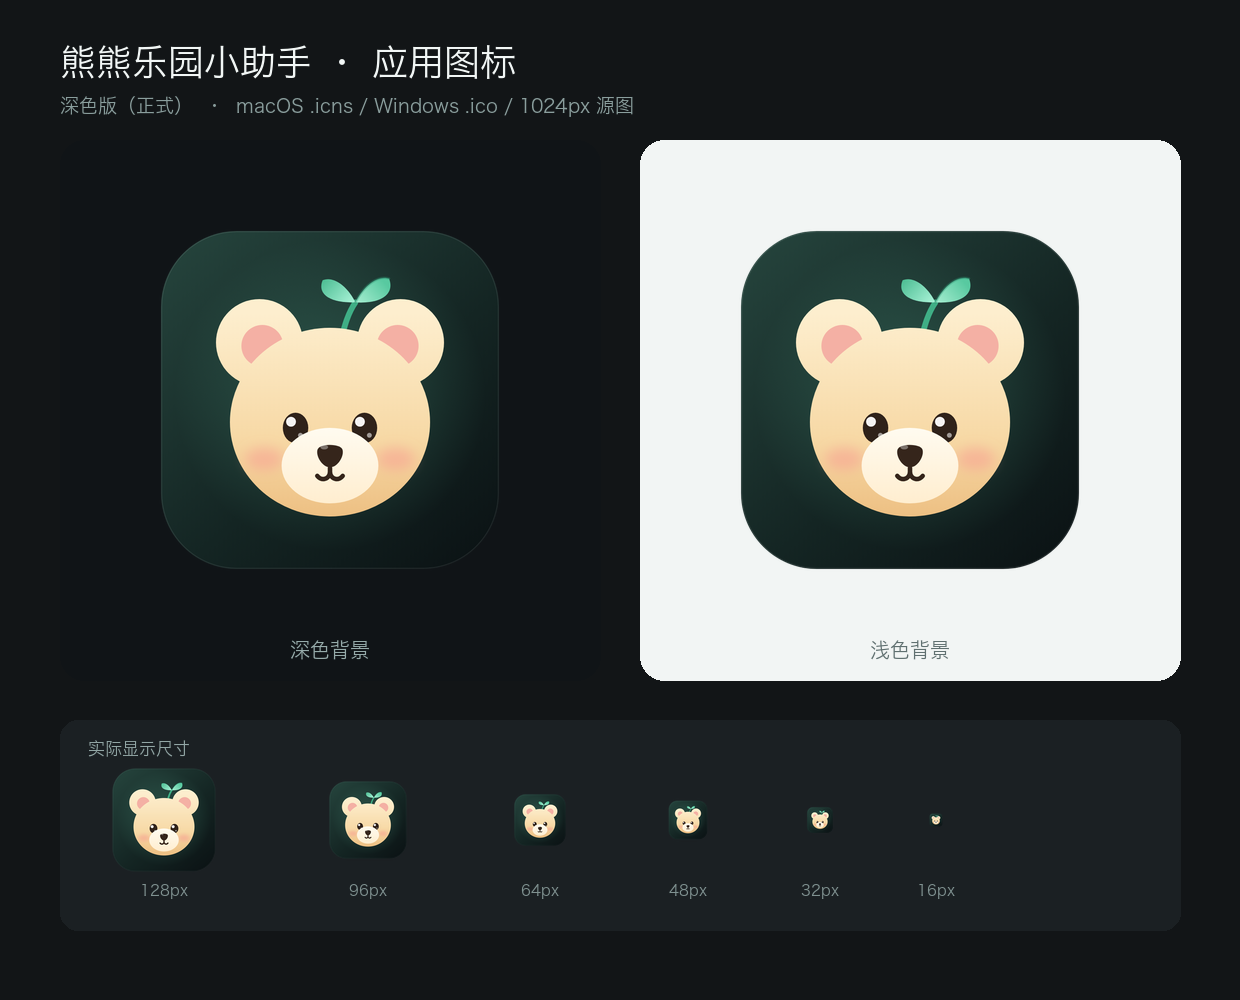 熊熊乐园小助手 · 应用图标
深色版（正式） · macOS .icns / Windows .ico / 1024px 源图
深色背景
浅色背景
实际显示尺寸
128px
96px
64px
48px
32px
16px